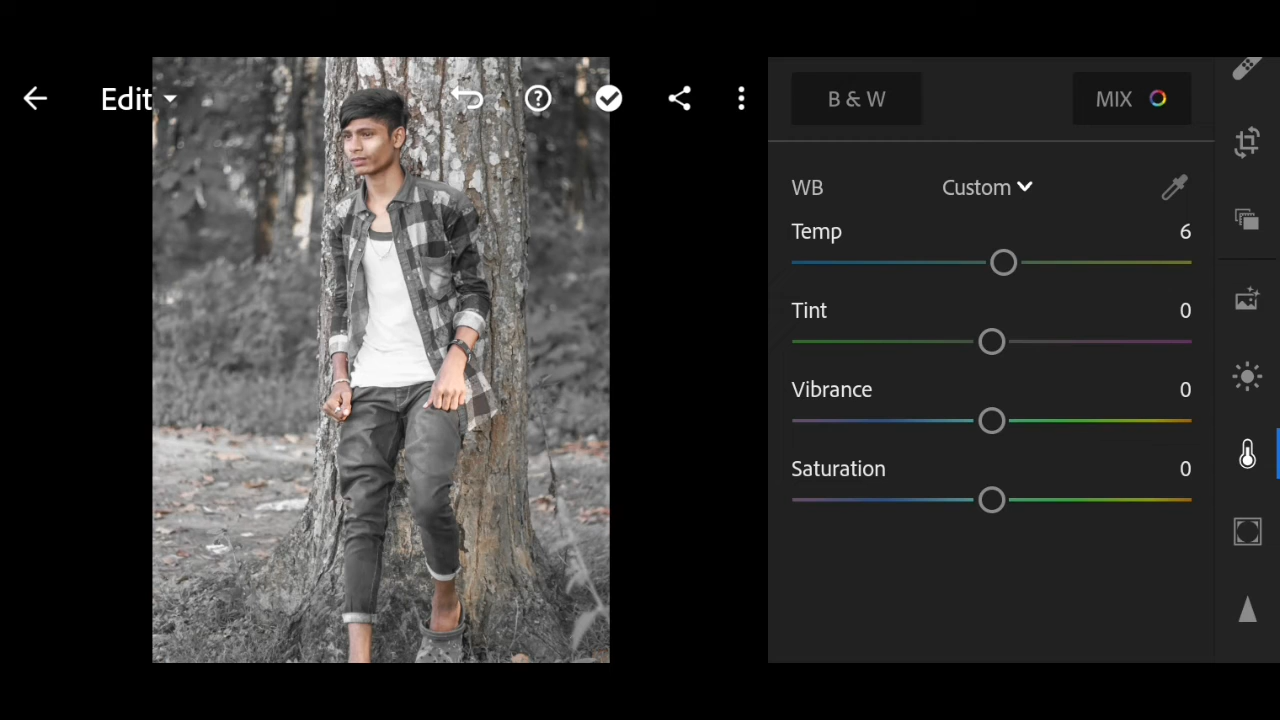 Edit
B & W
MIX
WB Custom
Temp 6
Tint 0
Vibrance 0
Saturation 0